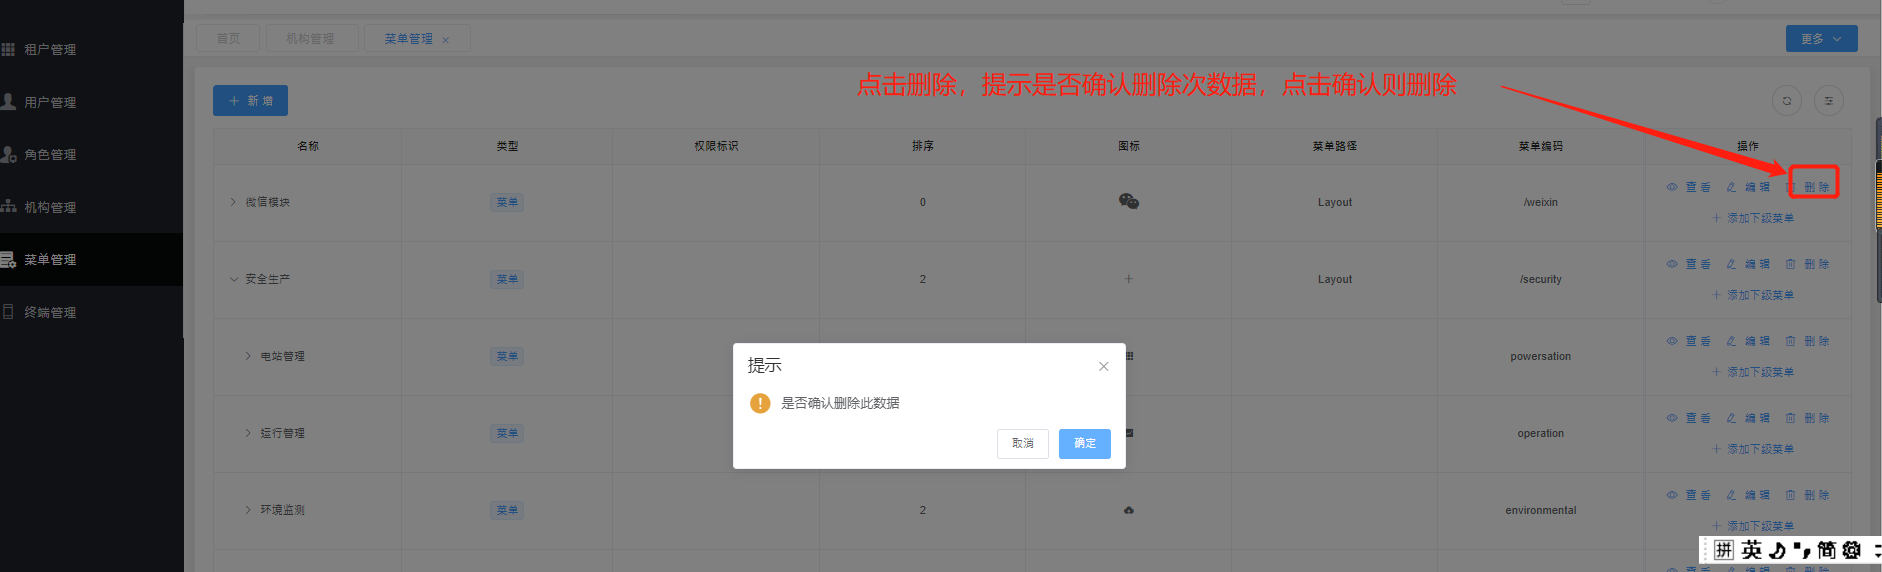 首页
机构管理
菜单管理
更多
租户管理
用户管理
角色管理
机构管理
菜单管理
终端管理
点击删除，提示是否确认删除次数据，点击确认则删除
新 增
名称 类型 权限标识 排序 图标 菜单路径 菜单编码 操作
微信模块 菜单 0 Layout /weixin 查看 编辑 删除
添加下级菜单
安全生产 菜单 2 Layout /security 查看 编辑 删除
添加下级菜单
电站管理 菜单 powersation 查看 编辑 删除
添加下级菜单
提示
是否确认删除此数据
取消 确定
运行管理 菜单 operation 查看 编辑 删除
添加下级菜单
环境监测 菜单 2 environmental 查看 编辑 删除
添加下级菜单
拼 英 简